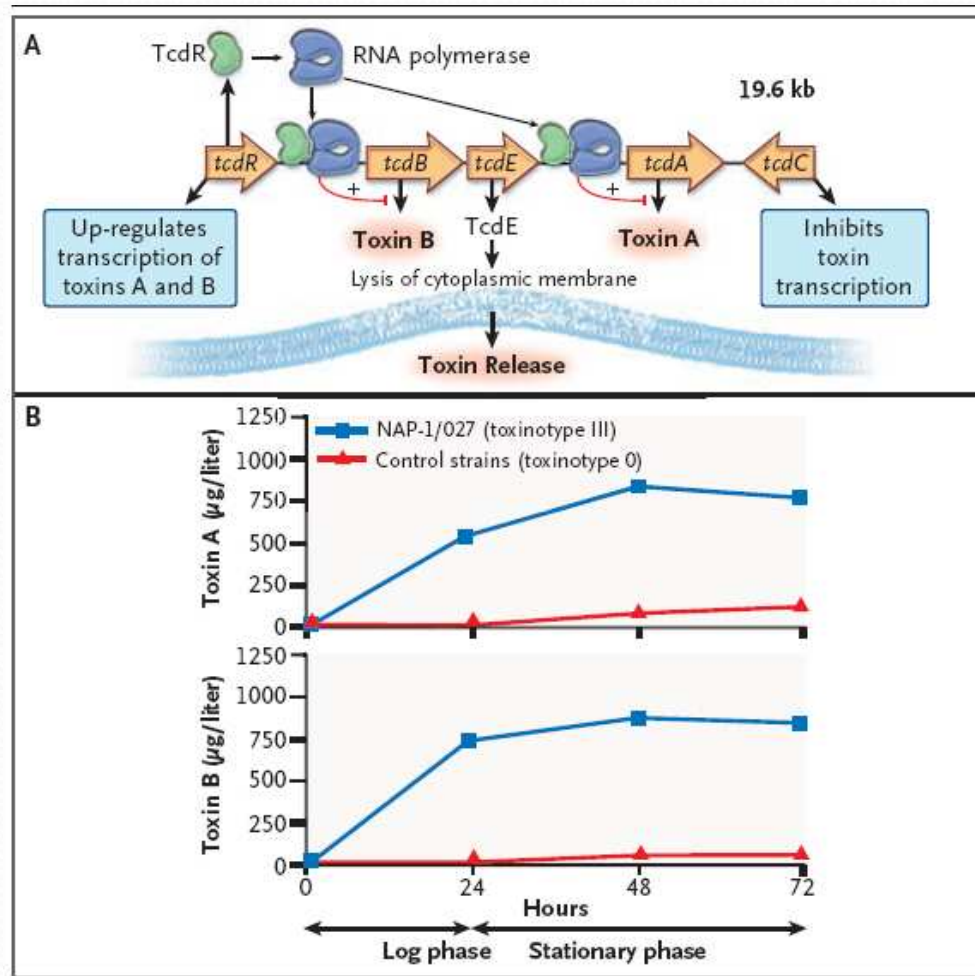 A
TcdR
RNA polymerase
19.6 kb
tcdR
tcdB
tcdE
tcdA
tcdC
+
+
Up-regulates
transcription of
toxins A and B
Toxin B
TcdE
Toxin A
Inhibits
toxin
transcription
Lysis of cytoplasmic membrane
Toxin Release
B
NAP-1/027 (toxinotype III)
Control strains (toxinotype 0)
Toxin A (µg/liter)
1250
1000
750
500
250
0
Toxin B (µg/liter)
1250
1000
750
500
250
0
0 24 48 72
Hours
Log phase Stationary phase